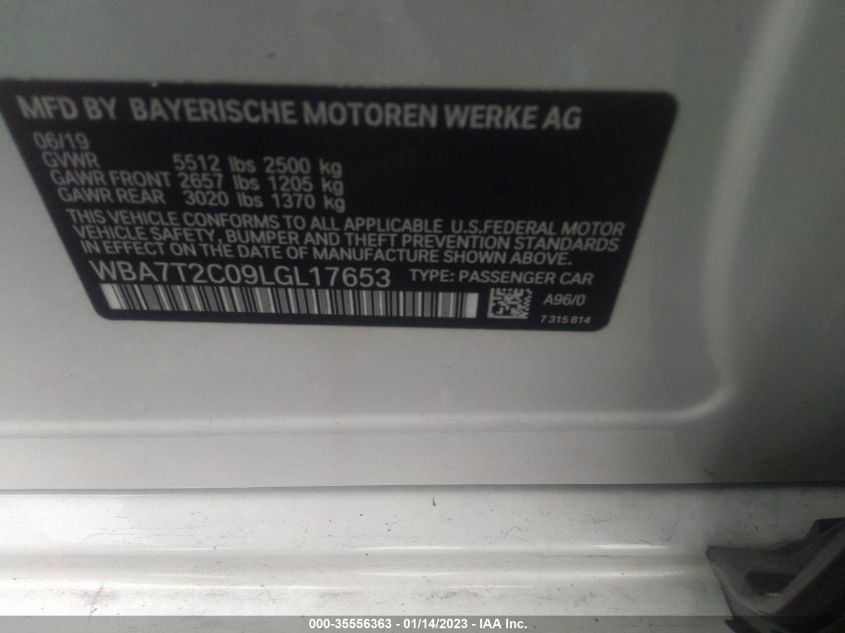 MFD BY BAYERISCHE MOTOREN WERKE AG
06/19
GVWR 5512 lbs 2500 kg
GAWR FRONT 2657 lbs 1205 kg
GAWR REAR 3020 lbs 1370 kg
THIS VEHICLE CONFORMS TO ALL APPLICABLE U.S.FEDERAL MOTOR
VEHICLE SAFETY, BUMPER AND THEFT PREVENTION STANDARDS
IN EFFECT ON THE DATE OF MANUFACTURE SHOWN ABOVE.
WBA7T2C09LGL17653 TYPE: PASSENGER CAR
A96/0
7 315 814
000-35556363 - 01/14/2023 - IAA Inc.